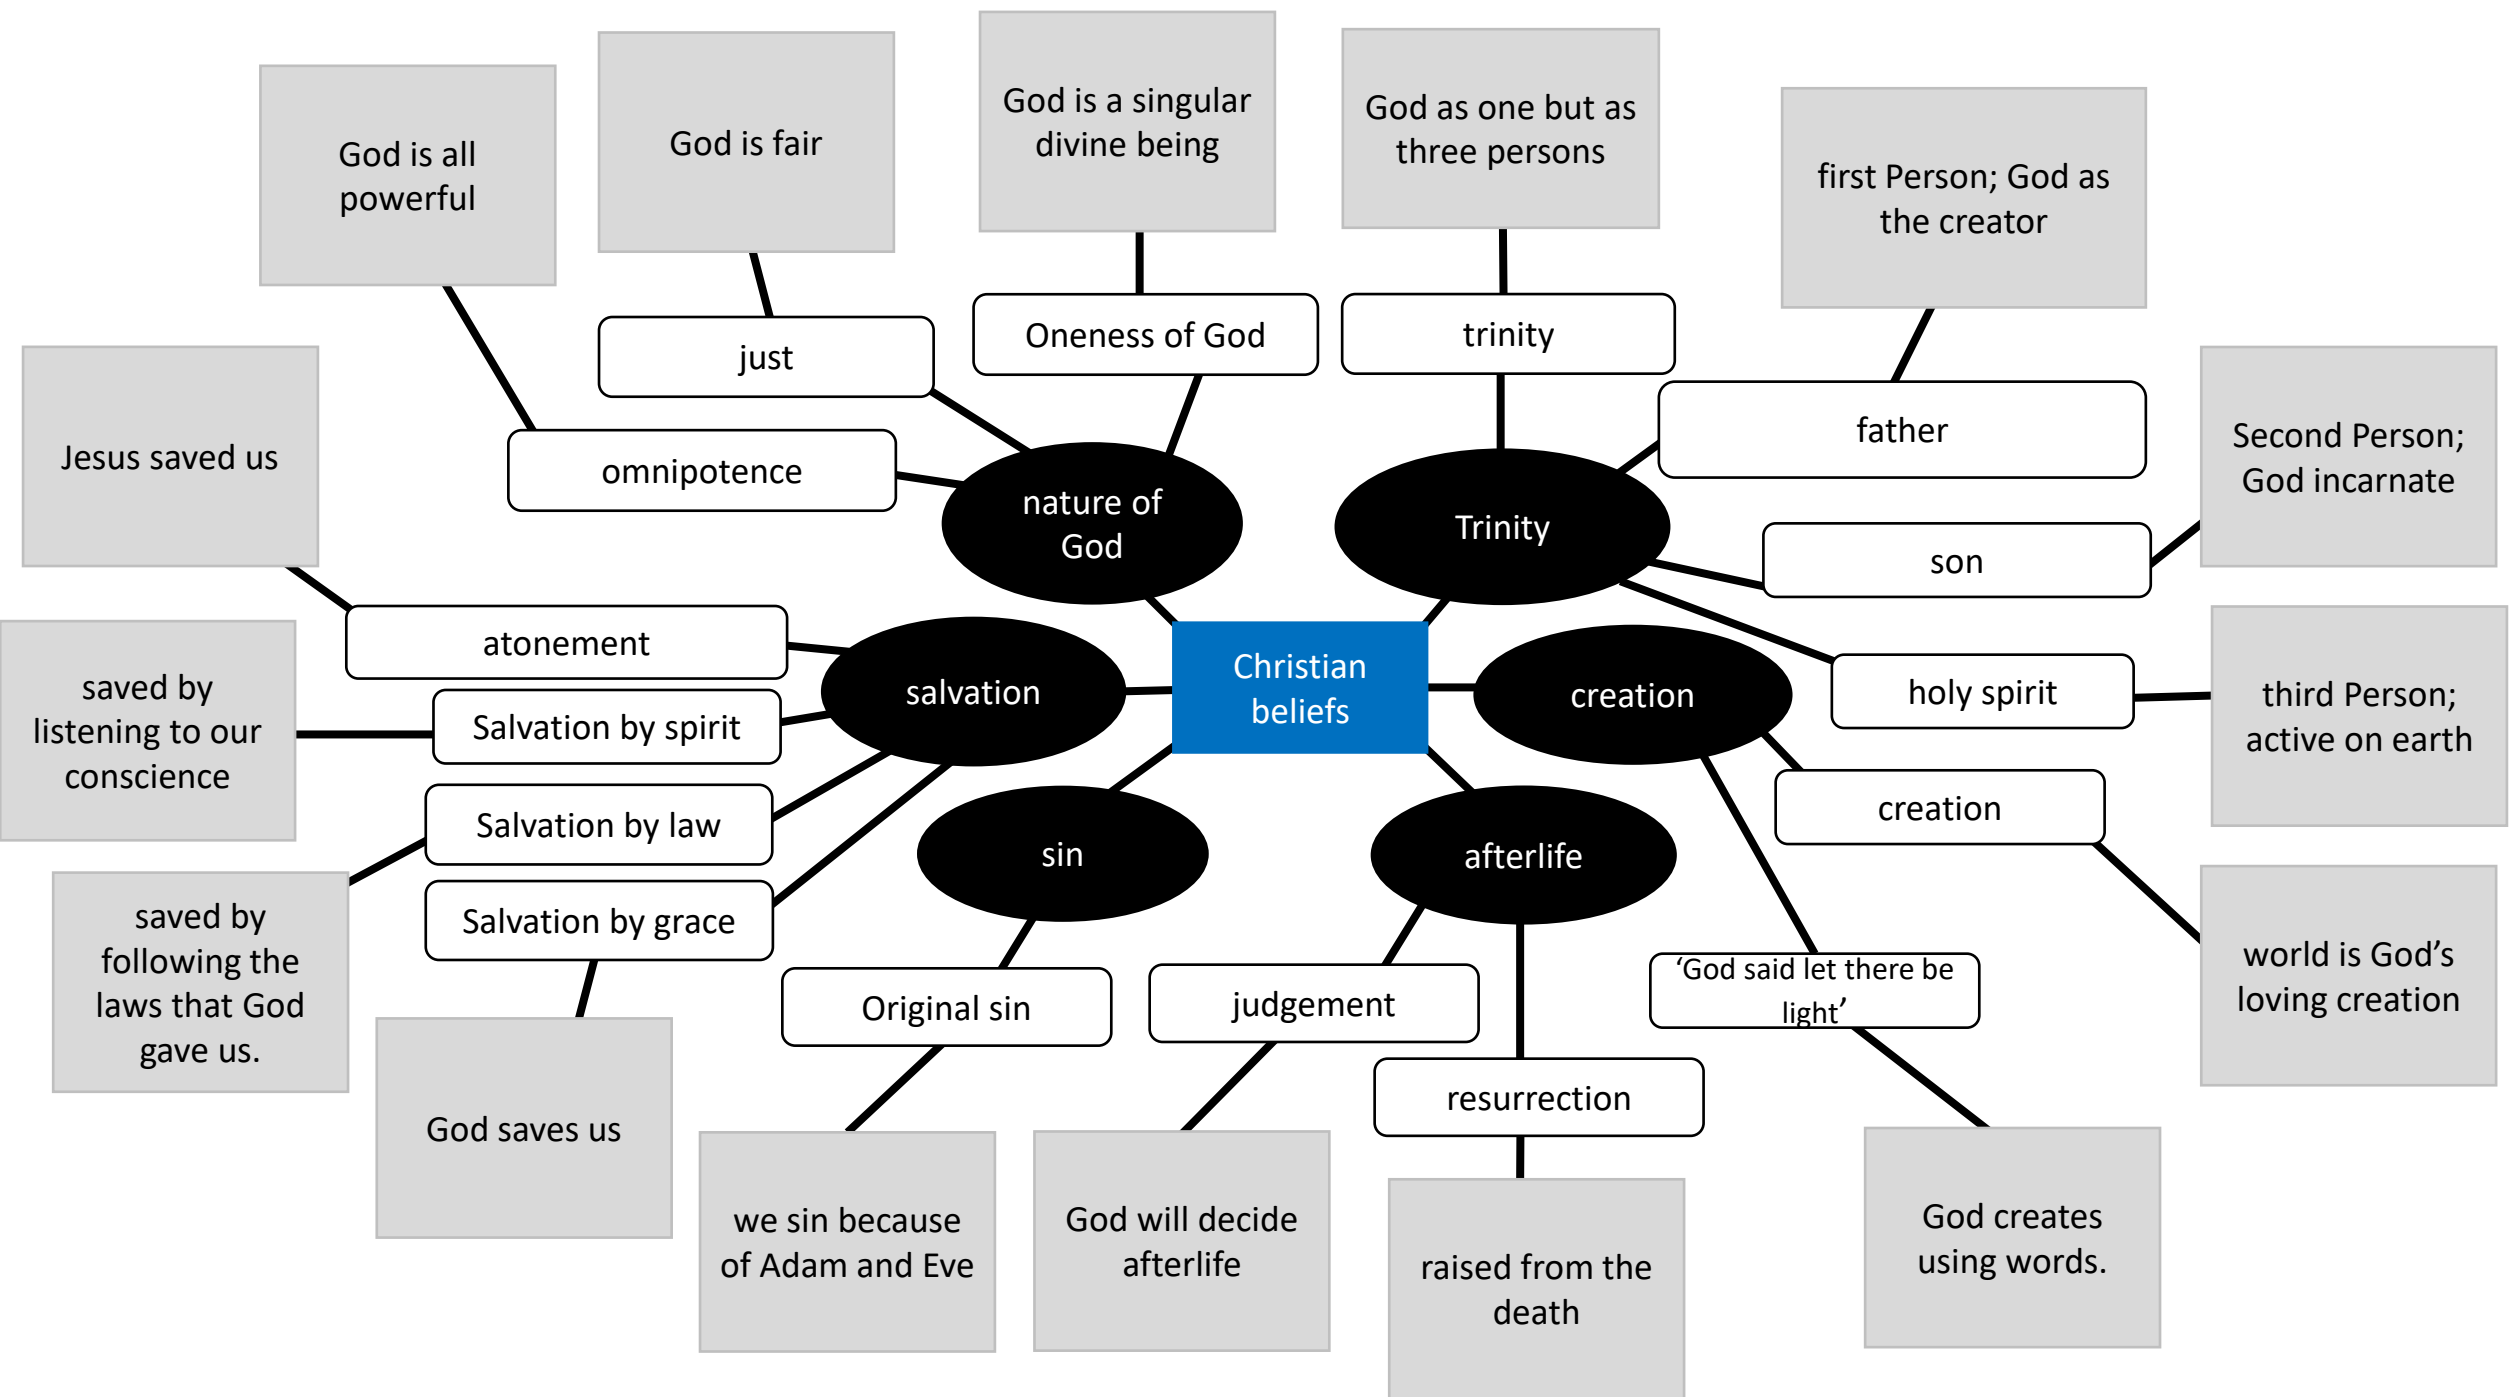 God is a singular
divine being
God as one but as
three persons
God is fair
God is all
powerful
first Person; God as
the creator
Oneness of God
trinity
just
father
Second Person;
God incarnate
Jesus saved us
omnipotence
nature of
God
Trinity
son
atonement
Christian
beliefs
salvation
creation
holy spirit
third Person;
active on earth
saved by
listening to our
conscience
Salvation by spirit
Salvation by law
creation
sin
afterlife
Salvation by grace
saved by
following the
laws that God
gave us.
Original sin
judgement
‘God said let there be
light’
world is God’s
loving creation
resurrection
God saves us
we sin because
of Adam and Eve
God will decide
afterlife
raised from the
death
God creates
using words.